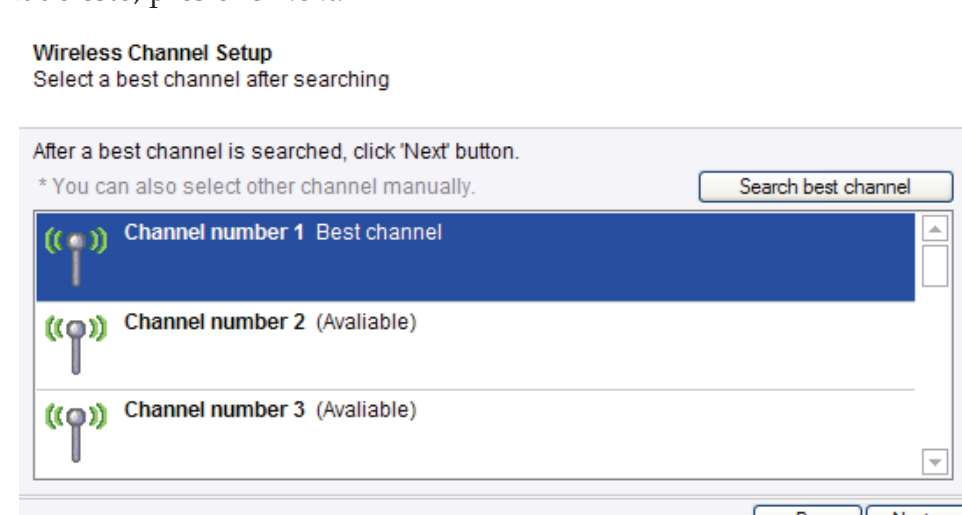 Wireless Channel Setup
Select a best channel after searching
After a best channel is searched, click 'Next' button.
* You can also select other channel manually.
Search best channel
Channel number 1 Best channel
Channel number 2 (Avaliable)
Channel number 3 (Avaliable)